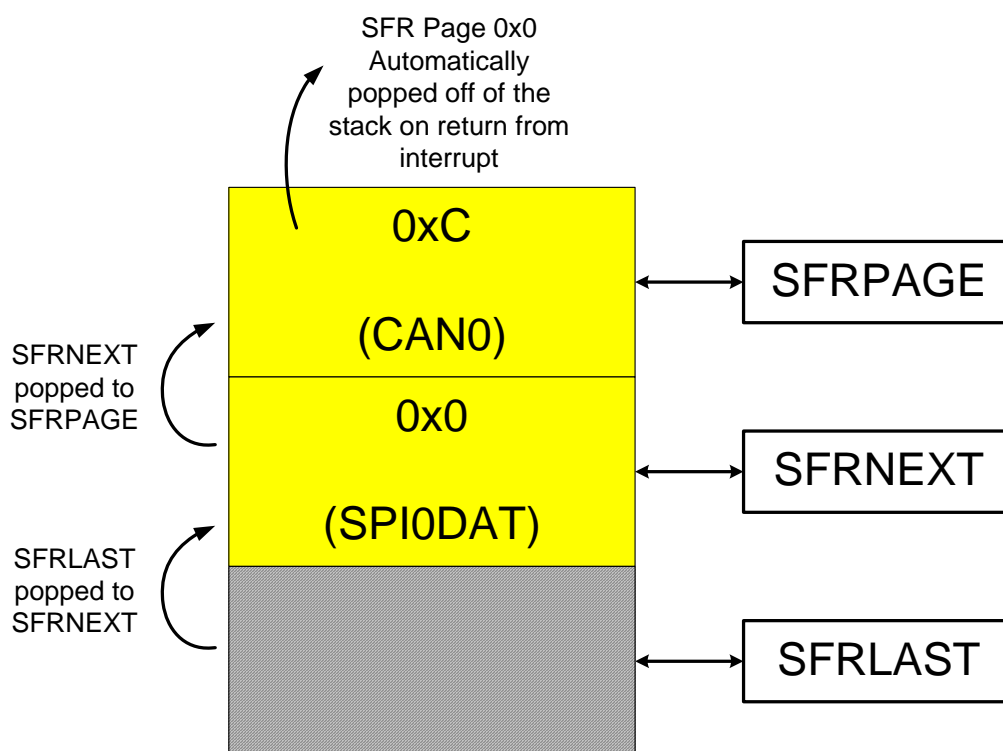 SFR Page 0x0
Automatically
popped off of the
stack on return from
interrupt
0xC
(CAN0)
SFRPAGE
SFRNEXT
popped to
SFRPAGE
0x0
(SPI0DAT)
SFRNEXT
SFRLAST
popped to
SFRNEXT
SFRLAST